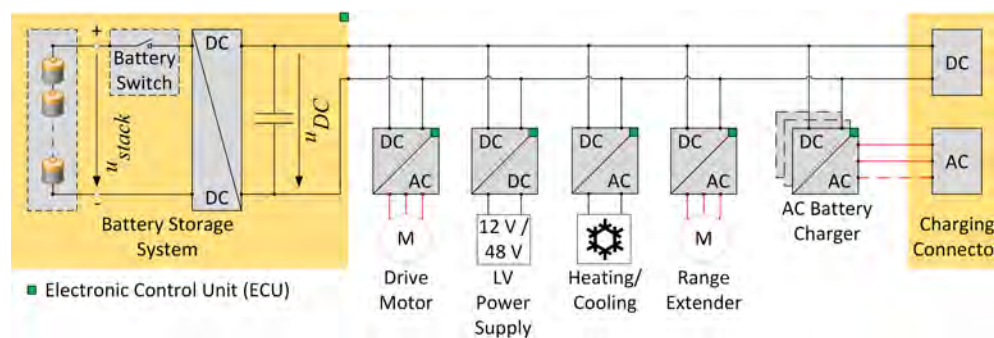 +
Battery
Switch
DC
DC
u_stack
u_DC
-
Battery Storage
System
Electronic Control Unit (ECU)
DC
AC
M
Drive
Motor
DC
DC
12 V /
48 V
LV
Power
Supply
DC
AC
Heating/
Cooling
DC
AC
M
Range
Extender
DC
AC
AC Battery
Charger
DC
AC
Charging
Connecto